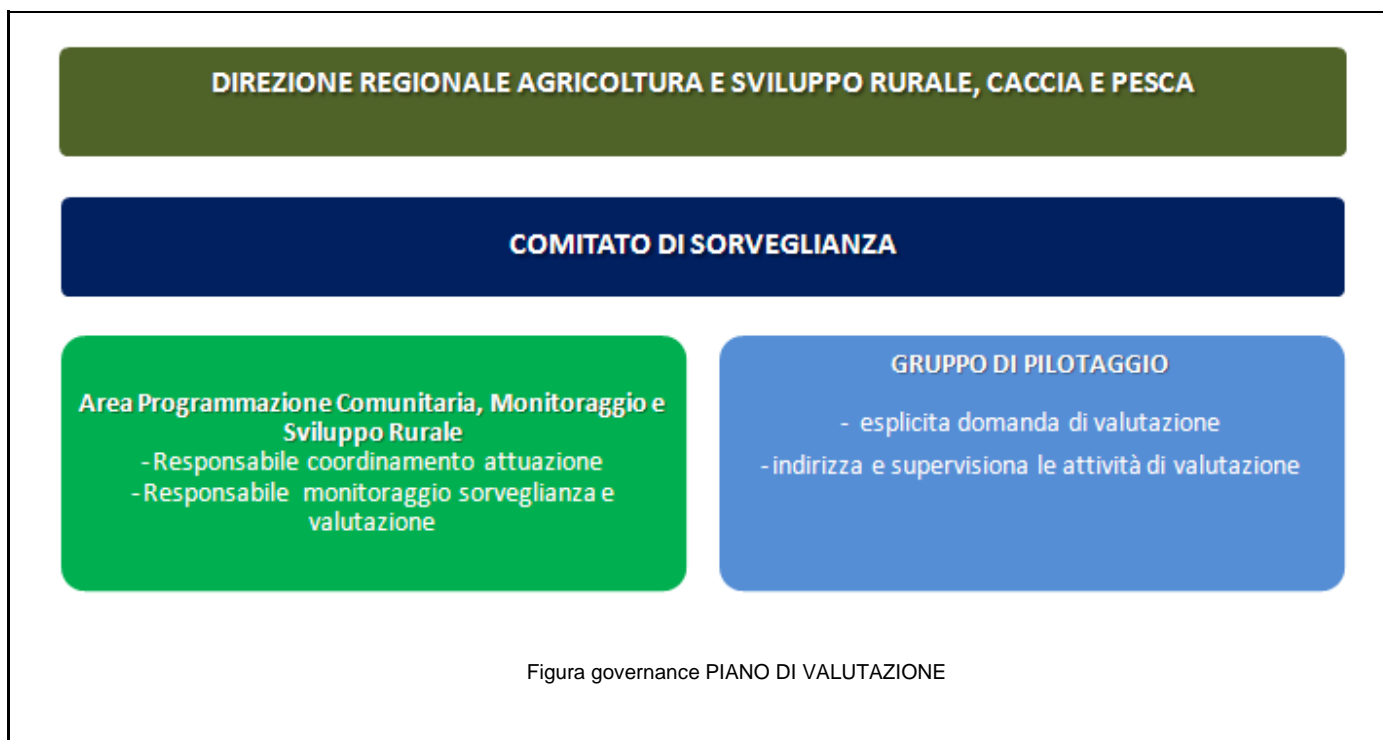 DIREZIONE REGIONALE AGRICOLTURA E SVILUPPO RURALE, CACCIA E PESCA
COMITATO DI SORVEGLIANZA
Area Programmazione Comunitaria, Monitoraggio e
Sviluppo Rurale
-Responsabile coordinamento attuazione
-Responsabile monitoraggio sorveglianza e
valutazione
GRUPPO DI PILOTAGGIO
- esplicita domanda di valutazione
-indirizza e supervisiona le attività di valutazione
Figura governance PIANO DI VALUTAZIONE